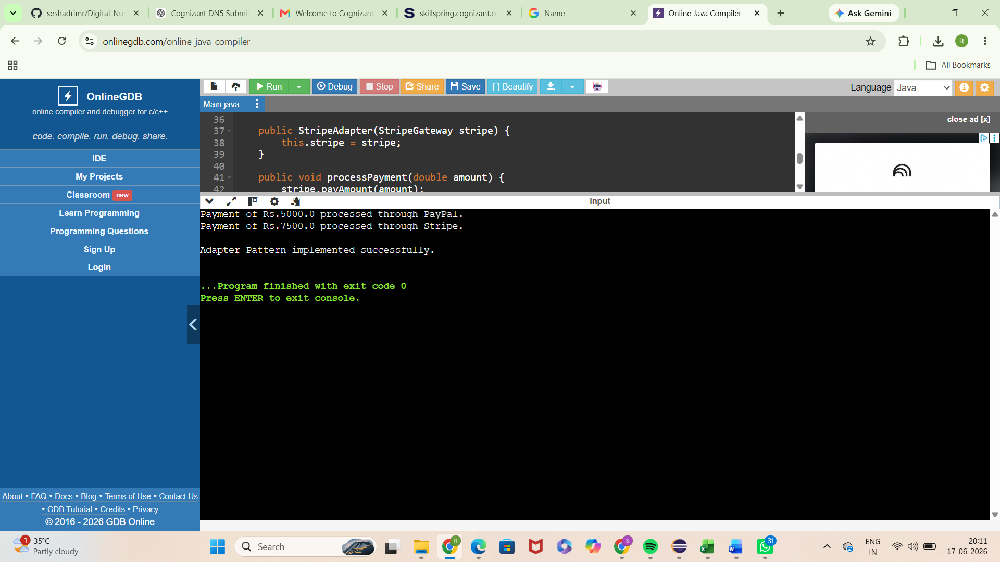 seshadrimr/Digital-Nu
Cognizant DN5 Submi
Welcome to Cognizant
skillspring.cognizant.co
Name
Online Java Compiler -
Ask Gemini
onlinegdb.com/online_java_compiler
R
All Bookmarks
OnlineGDB
online compiler and debugger for c/c++
code. compile. run. debug. share.
IDE
My Projects
Classroom new
Learn Programming
Programming Questions
Sign Up
Login
About • FAQ • Docs • Blog • Terms of Use • Contact Us
• GDB Tutorial • Credits • Privacy
© 2016 - 2026 GDB Online
Run
Debug
Stop
Share
Save
{ } Beautify
Language Java
Main.java
close ad [x]
36
37 public StripeAdapter(StripeGateway stripe) {
38 this.stripe = stripe;
39 }
40
41 public void processPayment(double amount) {
42 stripe.payAmount(amount);
input
Payment of Rs.5000.0 processed through PayPal.
Payment of Rs.7500.0 processed through Stripe.
Adapter Pattern implemented successfully.
...Program finished with exit code 0
Press ENTER to exit console.
1
35°C
Partly cloudy
Search
R
S
31
ENG
IN
20:11
17-06-2026